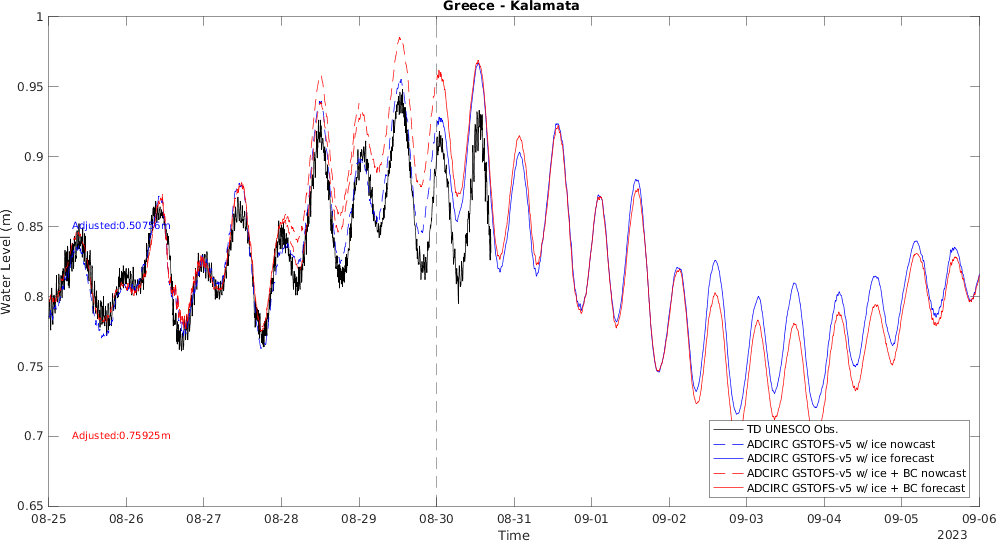 Greece - Kalamata
1
0.95
0.9
0.85
0.8
0.75
0.7
0.65
Water Level (m)
Adjusted:0.50756m
Adjusted:0.75925m
TD UNESCO Obs.
ADCIRC GSTOFS-v5 w/ ice nowcast
ADCIRC GSTOFS-v5 w/ ice forecast
ADCIRC GSTOFS-v5 w/ ice + BC nowcast
ADCIRC GSTOFS-v5 w/ ice + BC forecast
08-25 08-26 08-27 08-28 08-29 08-30 08-31 09-01 09-02 09-03 09-04 09-05 09-06
Time
2023